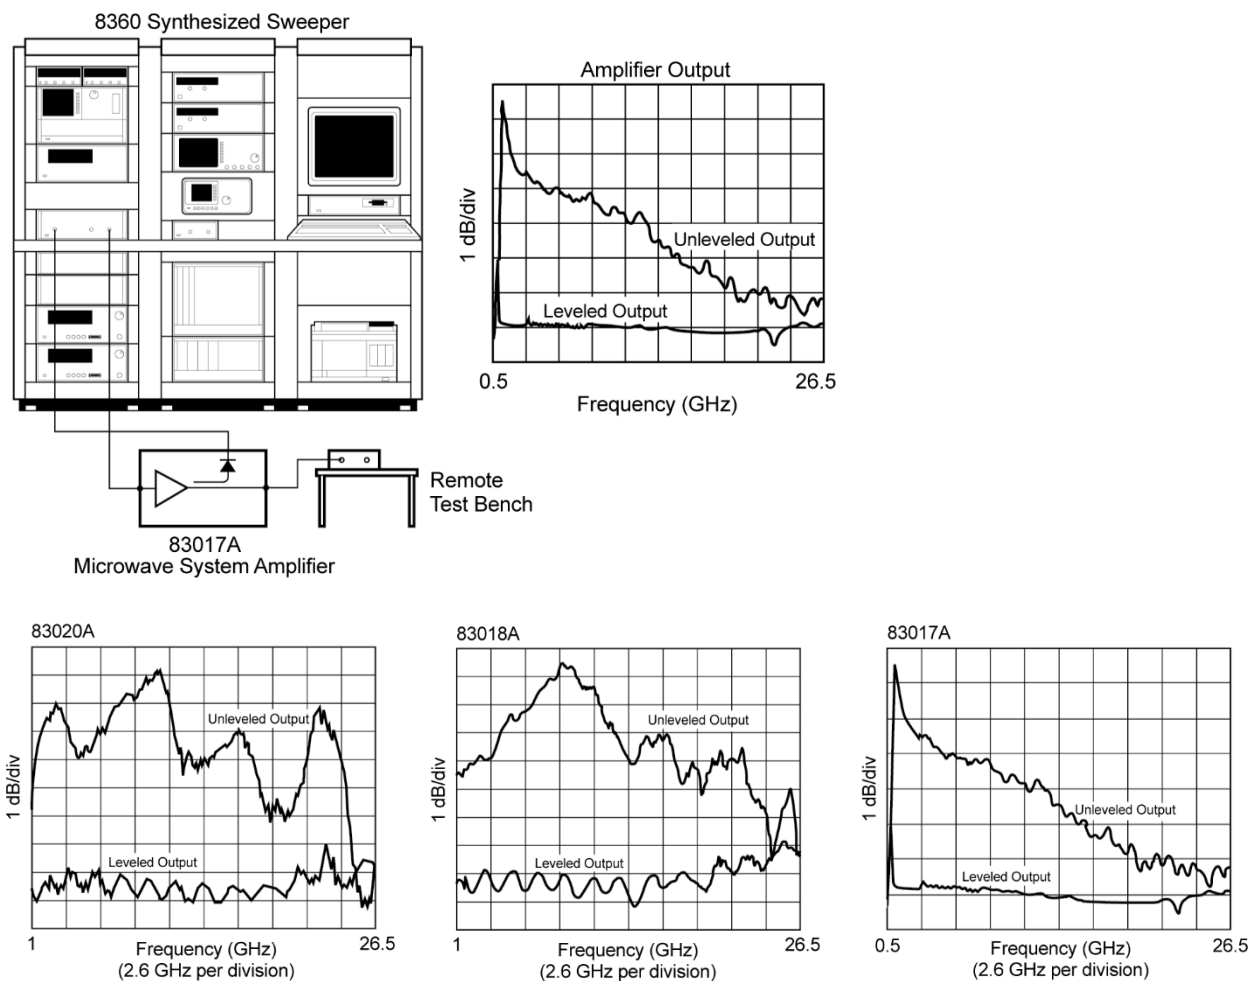 8360 Synthesized Sweeper
Amplifier Output
1 dB/div
Unleveled Output
Leveled Output
0.5
26.5
Frequency (GHz)
Remote
Test Bench
83017A
Microwave System Amplifier
83020A
1 dB/div
Unleveled Output
Leveled Output
1
26.5
Frequency (GHz)
(2.6 GHz per division)
83018A
1 dB/div
Unleveled Output
Leveled Output
1
26.5
Frequency (GHz)
(2.6 GHz per division)
83017A
1 dB/div
Unleveled Output
Leveled Output
0.5
26.5
Frequency (GHz)
(2.6 GHz per division)